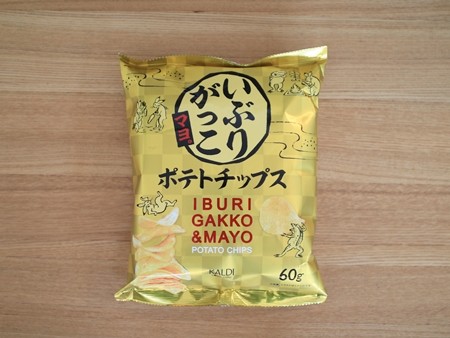 いぶり
がっこ
マヨ
ポテトチップス
IBURI
GAKKO
&MAYO
POTATO CHIPS
KALDI
60g